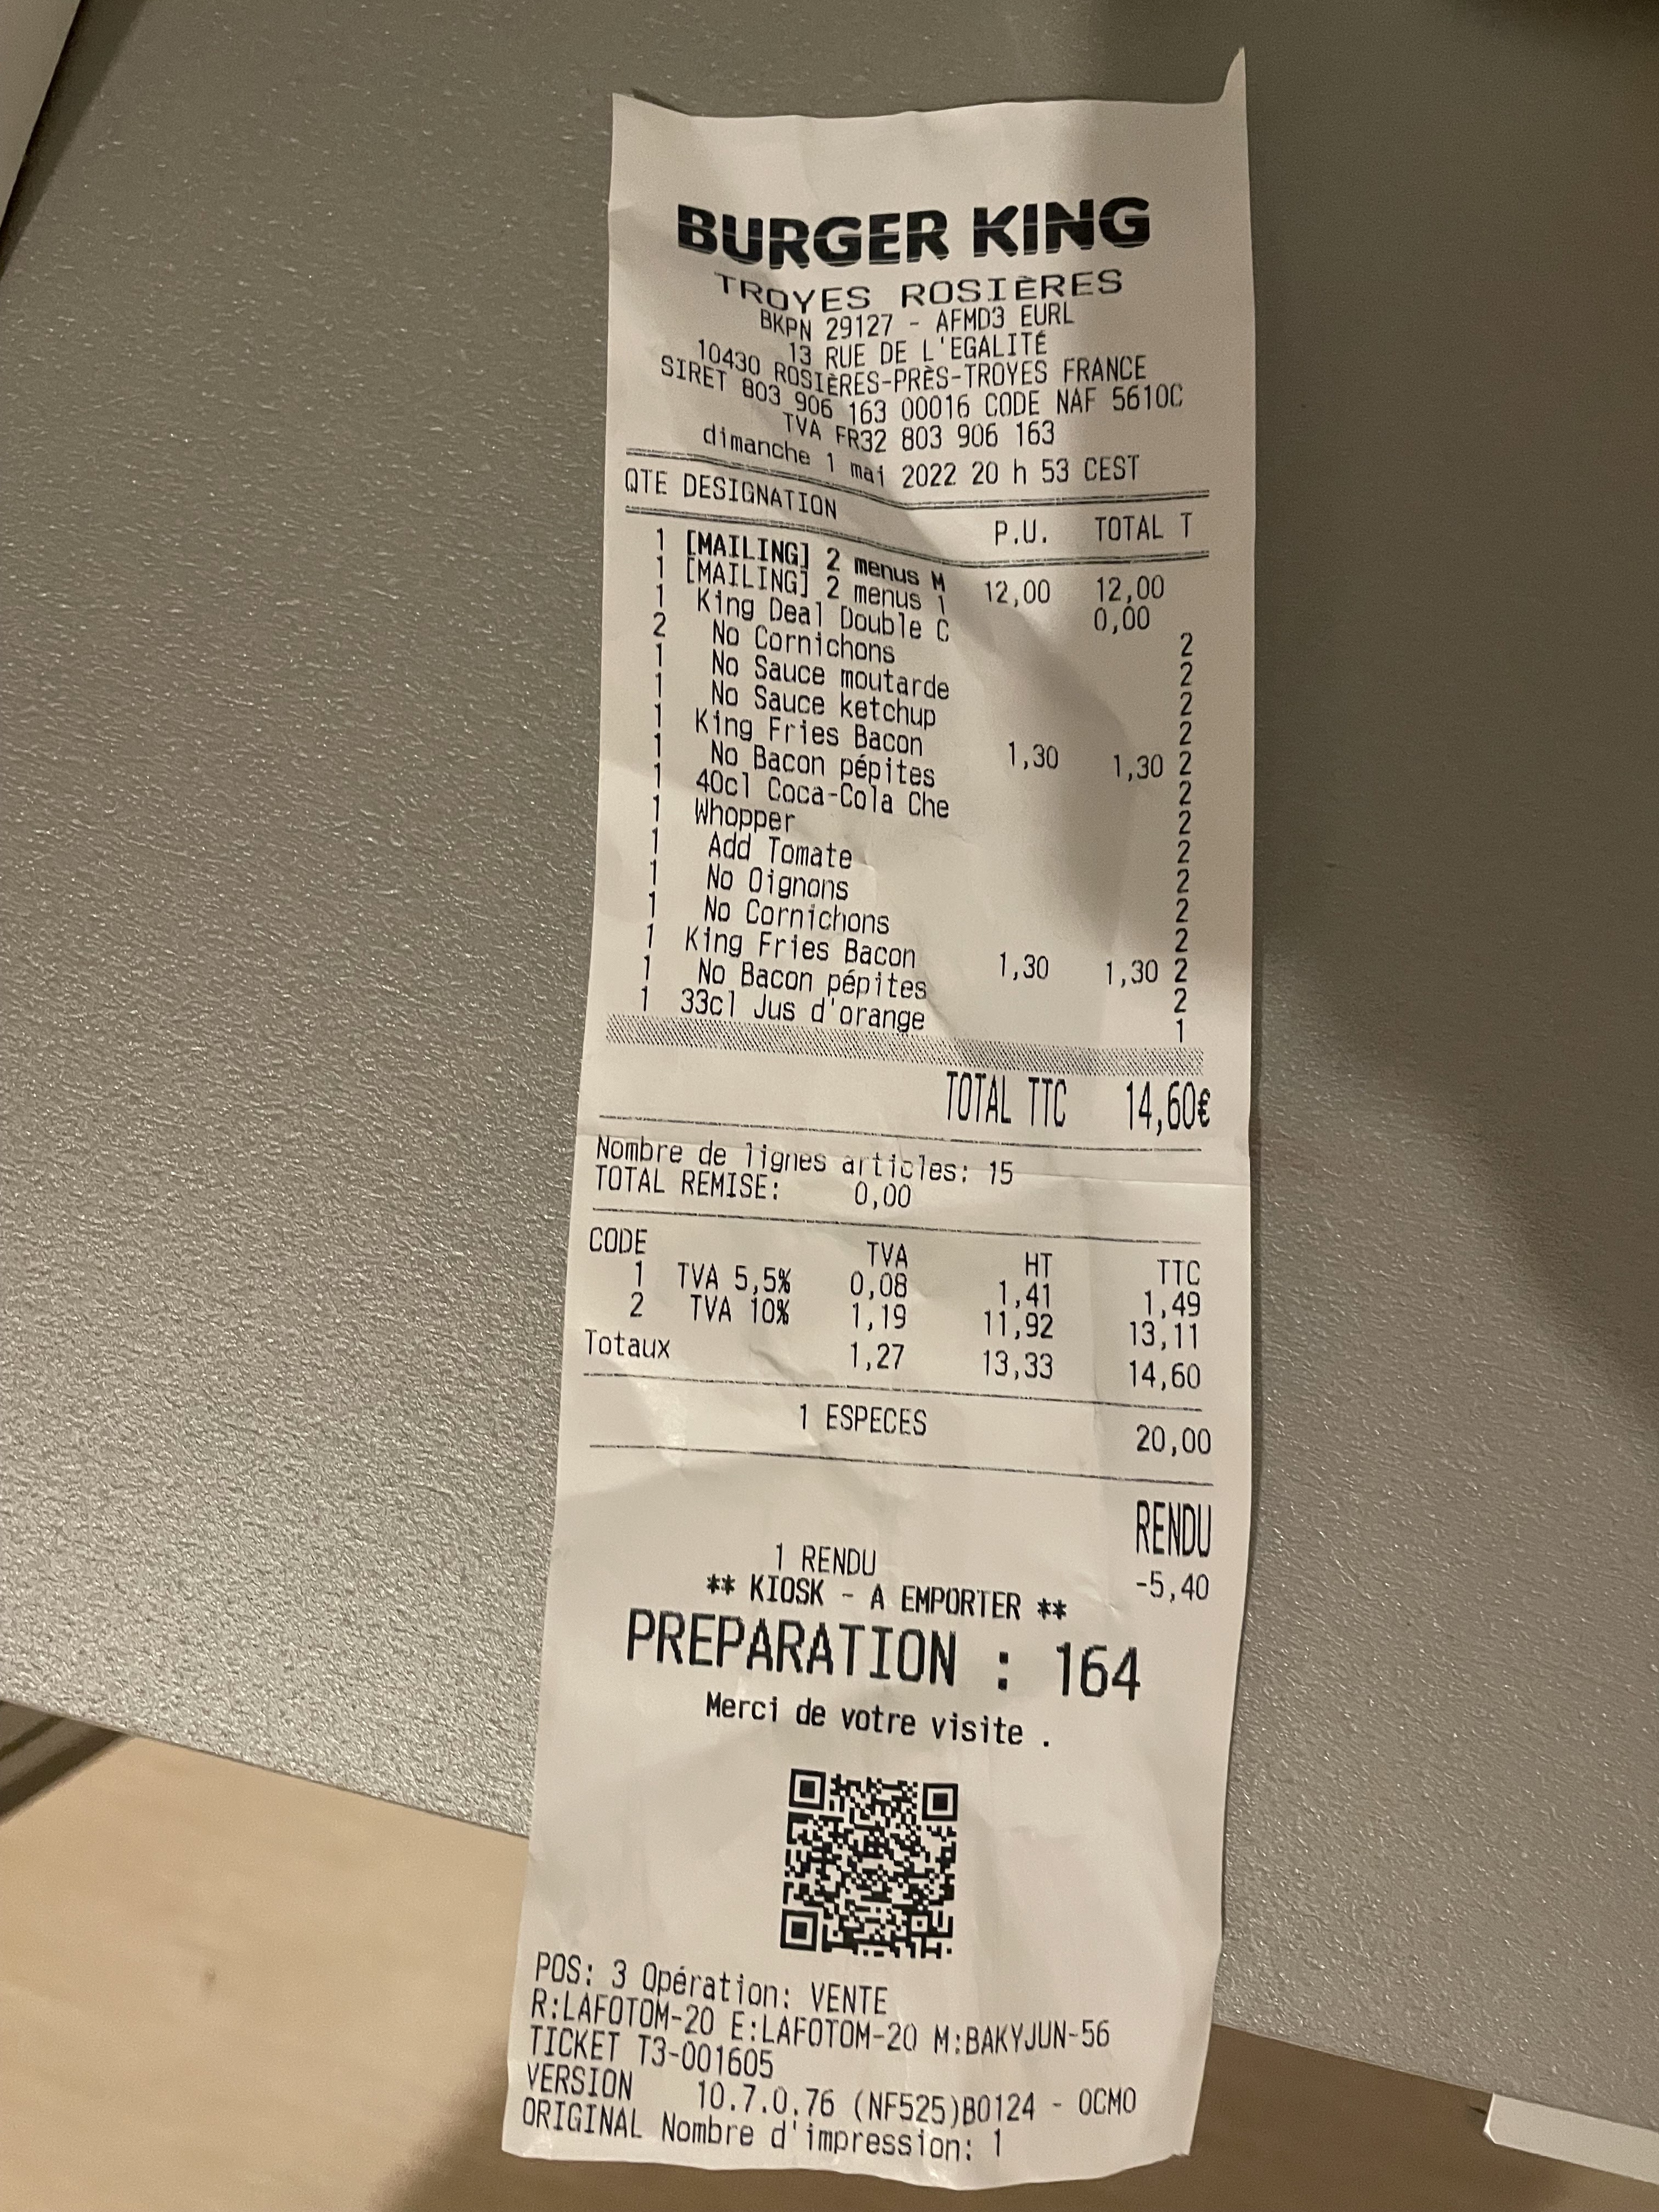 BURGER KING
TROYES ROSIÈRES
BKPN 29127 - AFMD3 EURL
13 RUE DE L'EGALITÉ
10430 ROSIÈRES-PRÈS-TROYES FRANCE
SIRET 803 906 163 00016 CODE NAF 5610C
TVA FR32 803 906 163
dimanche 1 mai 2022 20 h 53 CEST
QTE DESIGNATION P.U. TOTAL T
1 [MAILING] 2 menus M 12,00 12,00
1 [MAILING] 2 menus 1 0,00
1 King Deal Double C 2
2 No Cornichons 2
1 No Sauce moutarde 2
1 No Sauce ketchup 2
1 King Fries Bacon 1,30 1,30 2
1 No Bacon pépites 2
1 40cl Coca-Cola Che 2
1 Whopper 2
1 Add Tomate 2
1 No Oignons 2
1 No Cornichons 2
1 King Fries Bacon 1,30 1,30 2
1 No Bacon pépites 2
1 33cl Jus d'orange 1
TOTAL TTC 14,60€
Nombre de lignes articles: 15
TOTAL REMISE: 0,00
CODE TVA HT TTC
1 TVA 5,5% 0,08 1,41 1,49
2 TVA 10% 1,19 11,92 13,11
Totaux 1,27 13,33 14,60
1 ESPECES 20,00
RENDU
1 RENDU -5,40
** KIOSK - A EMPORTER **
PREPARATION : 164
Merci de votre visite .
POS: 3 Opération: VENTE
R:LAFOTOM-20 E:LAFOTOM-20 M:BAKYJUN-56
TICKET T3-001605
VERSION 10.7.0.76 (NF525)B0124 - OCMO
ORIGINAL Nombre d'impression: 1